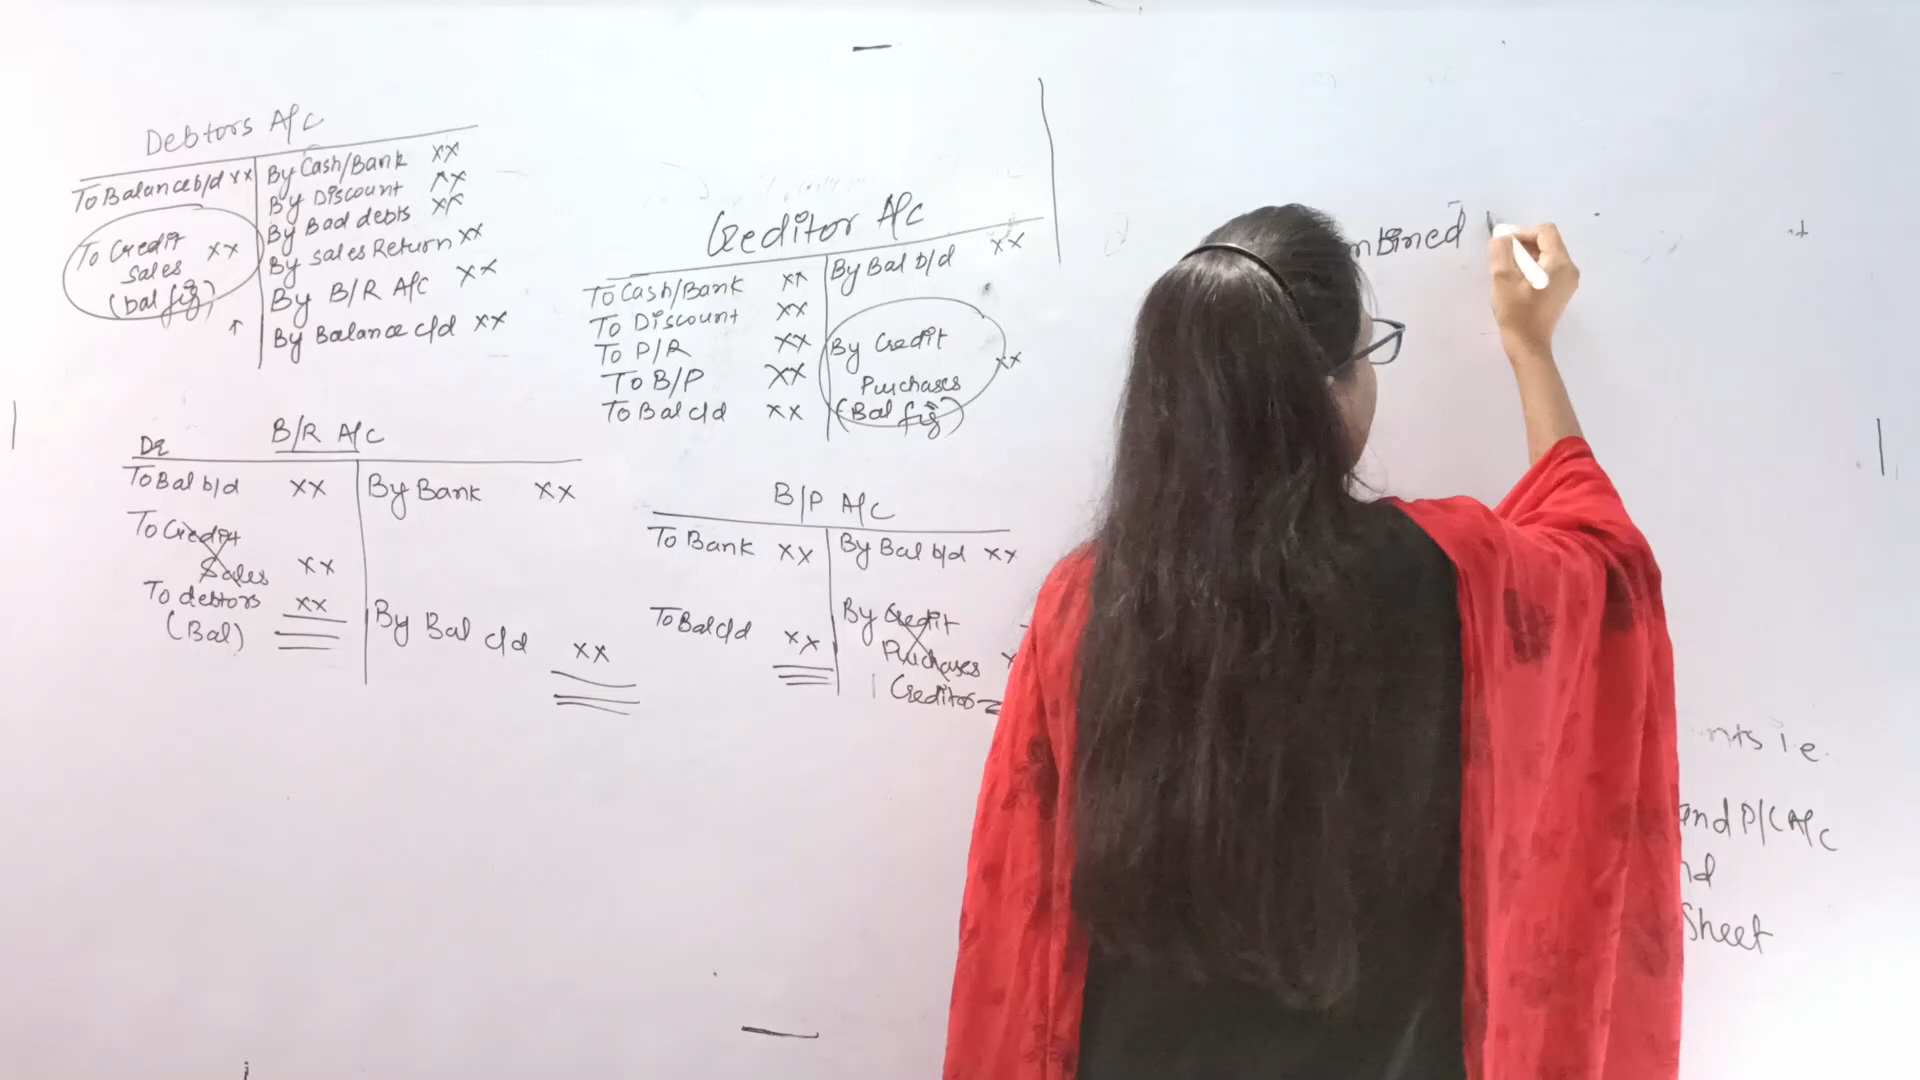 Debtors A/c
To Balance b/d xx
To Credit xx
Sales
(bal fig)
By Cash/Bank xx
By Discount xx
By Bad debts xx
By Sales Return xx
By B/R A/c xx
By Balance c/d xx
Creditor A/c
To Cash/Bank xx
To Discount xx
To P/R xx
To B/P xx
To Bal c/d xx
By Bal b/d xx
By Credit
Purchases xx
(Bal fig)
Dr B/R A/c
To Bal b/d xx
To Credit
Sales xx
To debtors xx
(Bal)
By Bank xx
By Bal c/d xx
B/P A/c
To Bank xx
To Bal c/d xx
By Bal b/d xx
By Credit
Purchases x
Creditor
mbined
nts i.e.
and P/L A/c
nd
Sheet